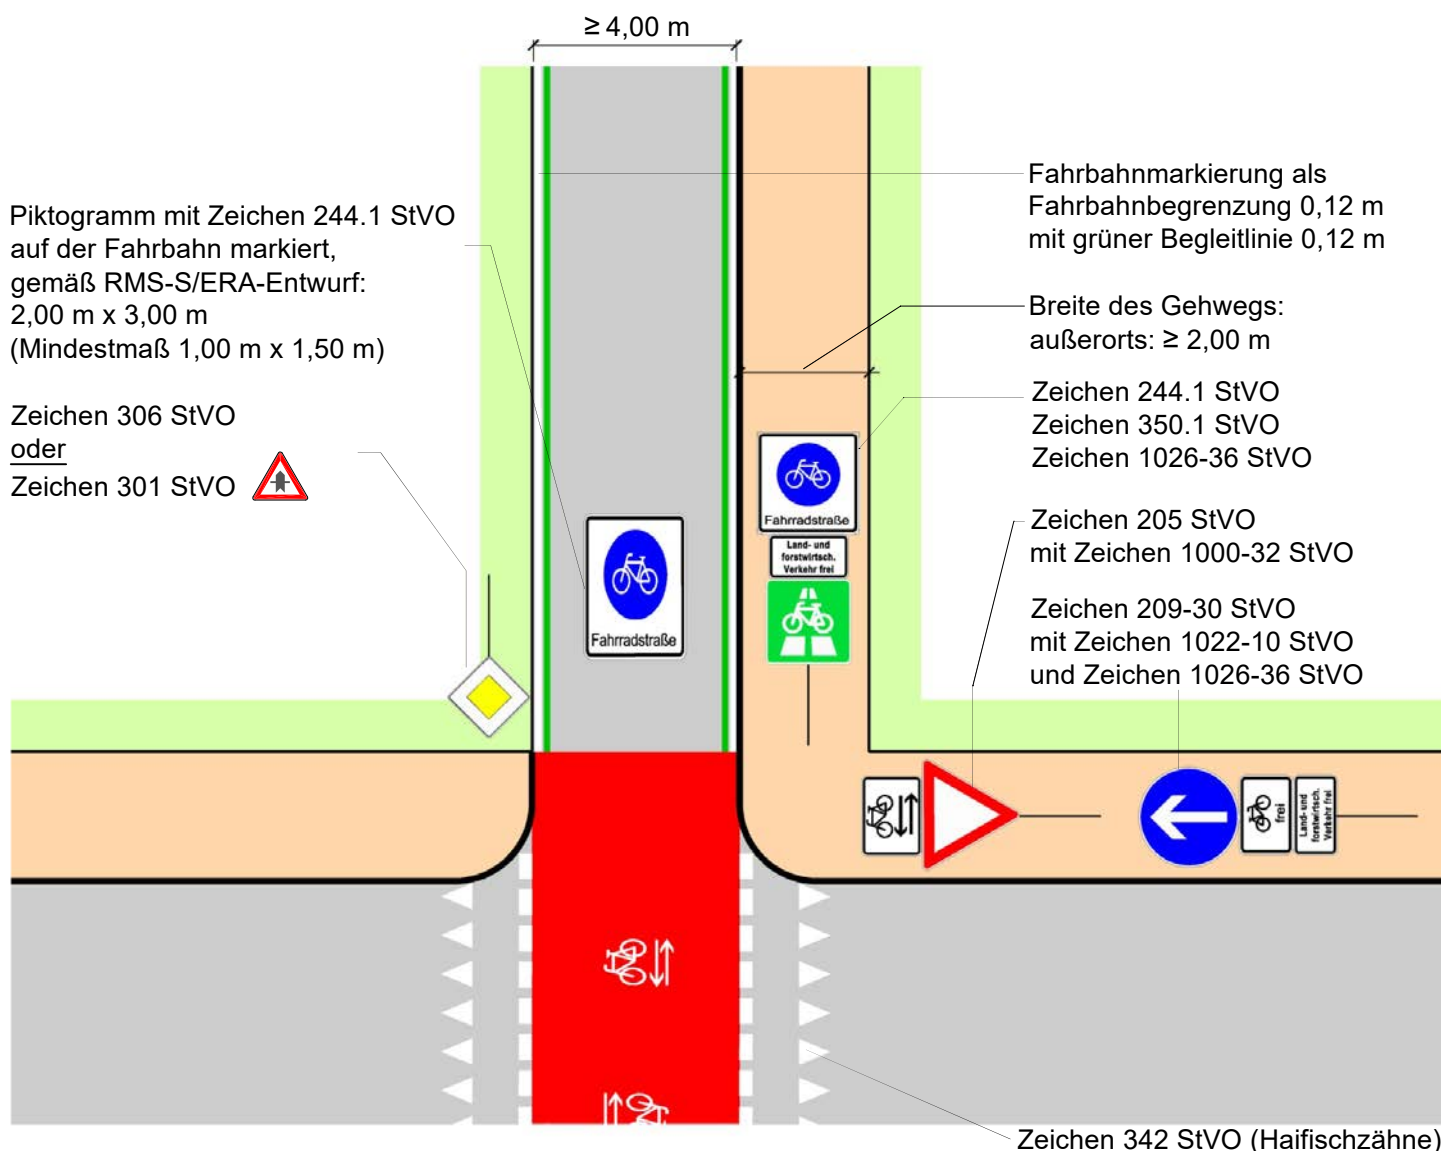 ≥ 4,00 m
Piktogramm mit Zeichen 244.1 StVO
auf der Fahrbahn markiert,
gemäß RMS-S/ERA-Entwurf:
2,00 m x 3,00 m
(Mindestmaß 1,00 m x 1,50 m)
Zeichen 306 StVO
oder
Zeichen 301 StVO
Fahrbahnmarkierung als
Fahrbahnbegrenzung 0,12 m
mit grüner Begleitlinie 0,12 m
Breite des Gehwegs:
außerorts: ≥ 2,00 m
Zeichen 244.1 StVO
Zeichen 350.1 StVO
Zeichen 1026-36 StVO
Zeichen 205 StVO
mit Zeichen 1000-32 StVO
Zeichen 209-30 StVO
mit Zeichen 1022-10 StVO
und Zeichen 1026-36 StVO
Fahrradstraße
Land- und
forstwirtsch.
Verkehr frei
Fahrradstraße
frei
Land- und
forstwirtsch.
Verkehr frei
Zeichen 342 StVO (Haifischzähne)